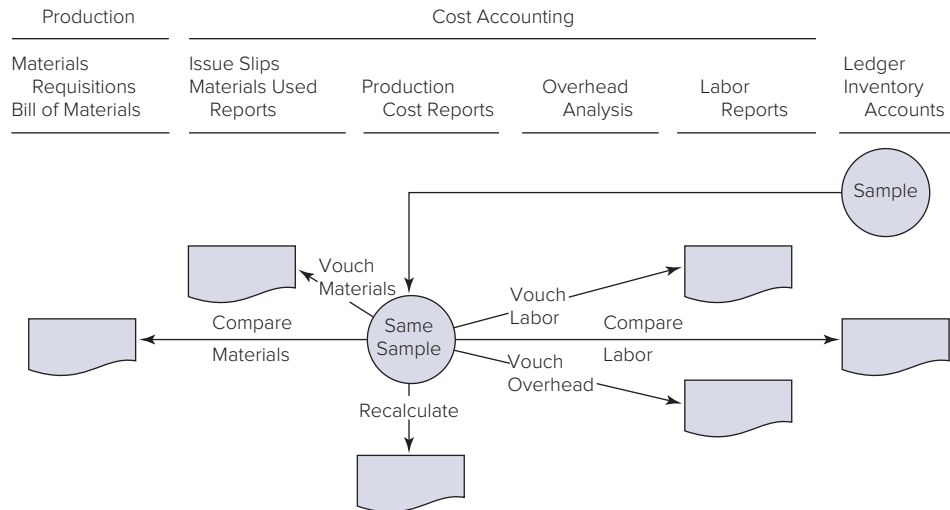 Production
Cost Accounting
Materials
Requisitions
Bill of Materials
Issue Slips
Materials Used
Reports
Production
Cost Reports
Overhead
Analysis
Labor
Reports
Ledger
Inventory
Accounts
Sample
Vouch
Materials
Vouch
Labor
Compare
Materials
Same
Sample
Compare
Labor
Vouch
Overhead
Recalculate